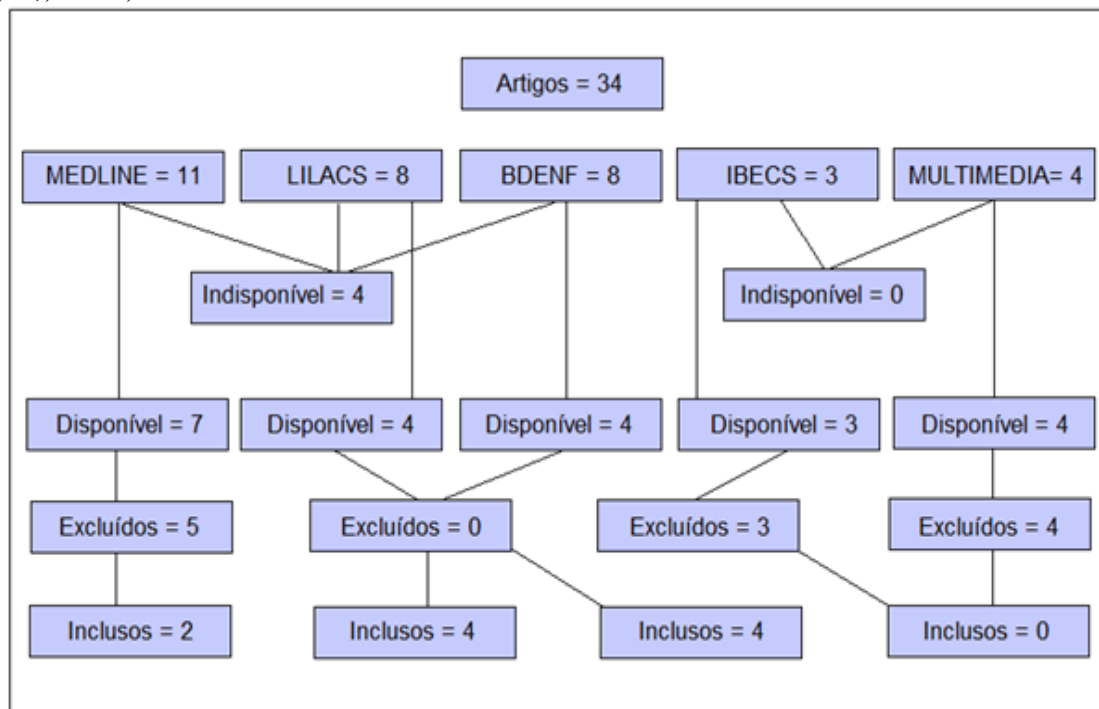 Artigos = 34
MEDLINE = 11
LILACS = 8
BDENF = 8
IBECS = 3
MULTIMEDIA= 4
Indisponível = 4
Indisponível = 0
Disponível = 7
Disponível = 4
Disponível = 4
Disponível = 3
Disponível = 4
Excluídos = 5
Excluídos = 0
Excluídos = 3
Excluídos = 4
Inclusos = 2
Inclusos = 4
Inclusos = 4
Inclusos = 0